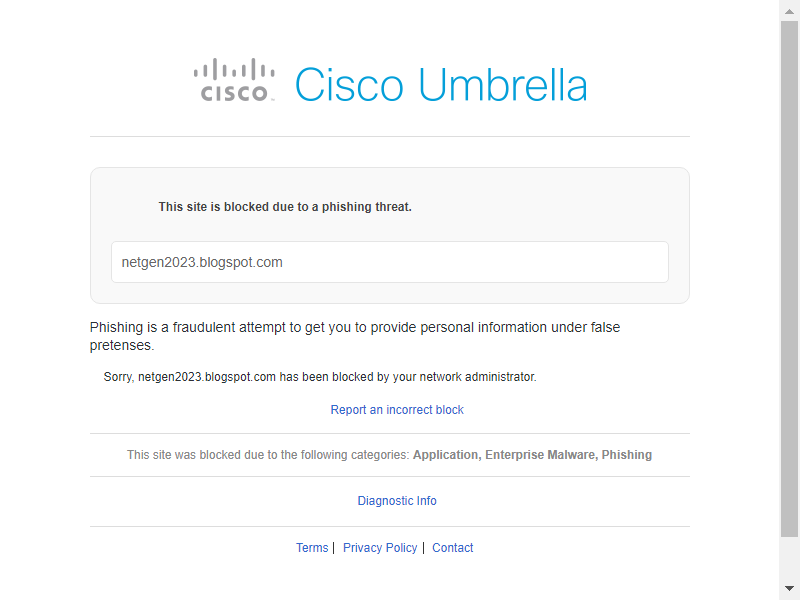 CISCO Cisco Umbrella
This site is blocked due to a phishing threat.
netgen2023.blogspot.com
Phishing is a fraudulent attempt to get you to provide personal information under false
pretenses.
Sorry, netgen2023.blogspot.com has been blocked by your network administrator.
Report an incorrect block
This site was blocked due to the following categories: Application, Enterprise Malware, Phishing
Diagnostic Info
Terms | Privacy Policy | Contact